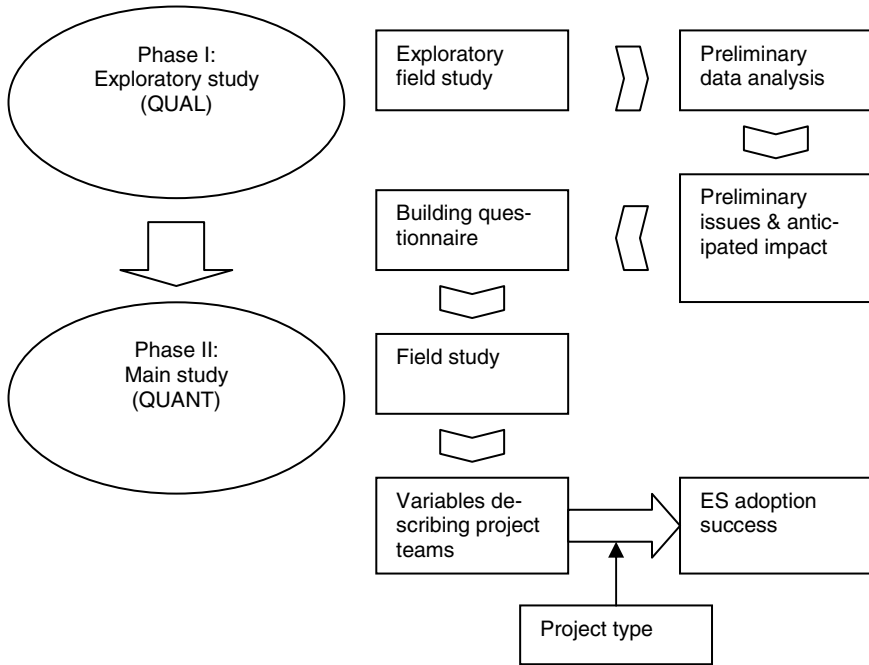 Phase I:
Exploratory study
(QUAL)
Exploratory
field study
Preliminary
data analysis
Building ques-
tionnaire
Preliminary
issues & antic-
ipated impact
Phase II:
Main study
(QUANT)
Field study
Variables de-
scribing project
teams
ES adoption
success
Project type